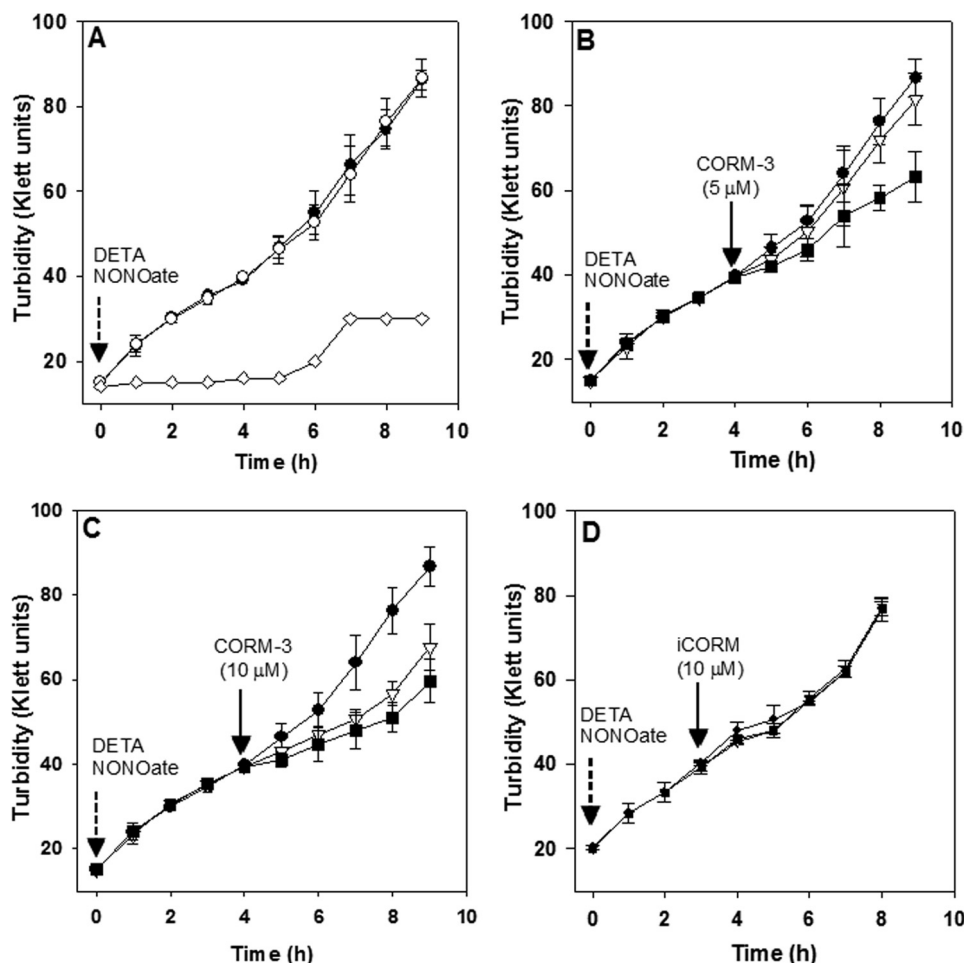 A
100
80
60
40
20
Turbidity (Klett units)
DETA
NONOate
0 2 4 6 8 10
Time (h)
B
100
80
60
40
20
Turbidity (Klett units)
CORM-3
(5 µM)
DETA
NONOate
0 2 4 6 8 10
Time (h)
C
100
80
60
40
20
Turbidity (Klett units)
CORM-3
(10 µM)
DETA
NONOate
0 2 4 6 8 10
Time (h)
D
100
80
60
40
20
Turbidity (Klett units)
iCORM
(10 µM)
DETA
NONOate
0 2 4 6 8 10
Time (h)